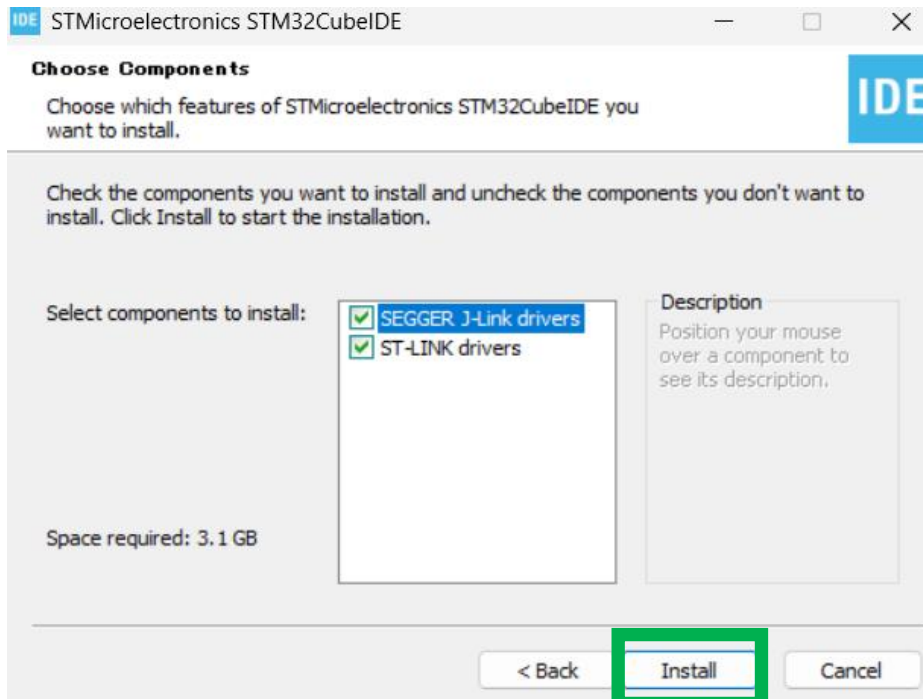 IDE STMicroelectronics STM32CubeIDE
Choose Components
Choose which features of STMicroelectronics STM32CubeIDE you
want to install.
IDE
Check the components you want to install and uncheck the components you don't want to
install. Click Install to start the installation.
Select components to install:
SEGGER J-Link drivers
ST-LINK drivers
Description
Position your mouse
over a component to
see its description.
Space required: 3.1 GB
< Back
Install
Cancel